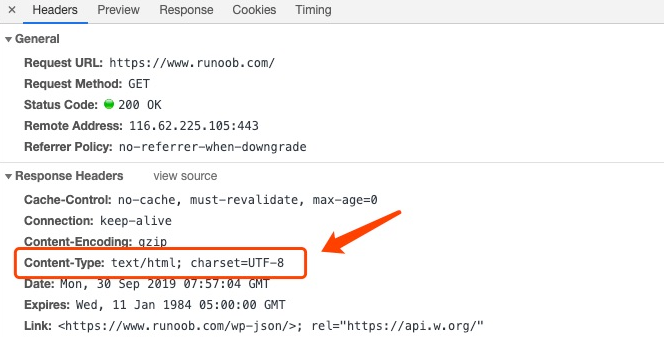 × Headers Preview Response Cookies Timing
▼ General
Request URL: https://www.runoob.com/
Request Method: GET
Status Code: 200 OK
Remote Address: 116.62.225.105:443
Referrer Policy: no-referrer-when-downgrade
▼ Response Headers view source
Cache-Control: no-cache, must-revalidate, max-age=0
Connection: keep-alive
Content-Encoding: gzip
Content-Type: text/html; charset=UTF-8
Date: Mon, 30 Sep 2019 07:57:04 GMT
Expires: Wed, 11 Jan 1984 05:00:00 GMT
Link: <https://www.runoob.com/wp-json/>; rel="https://api.w.org/"